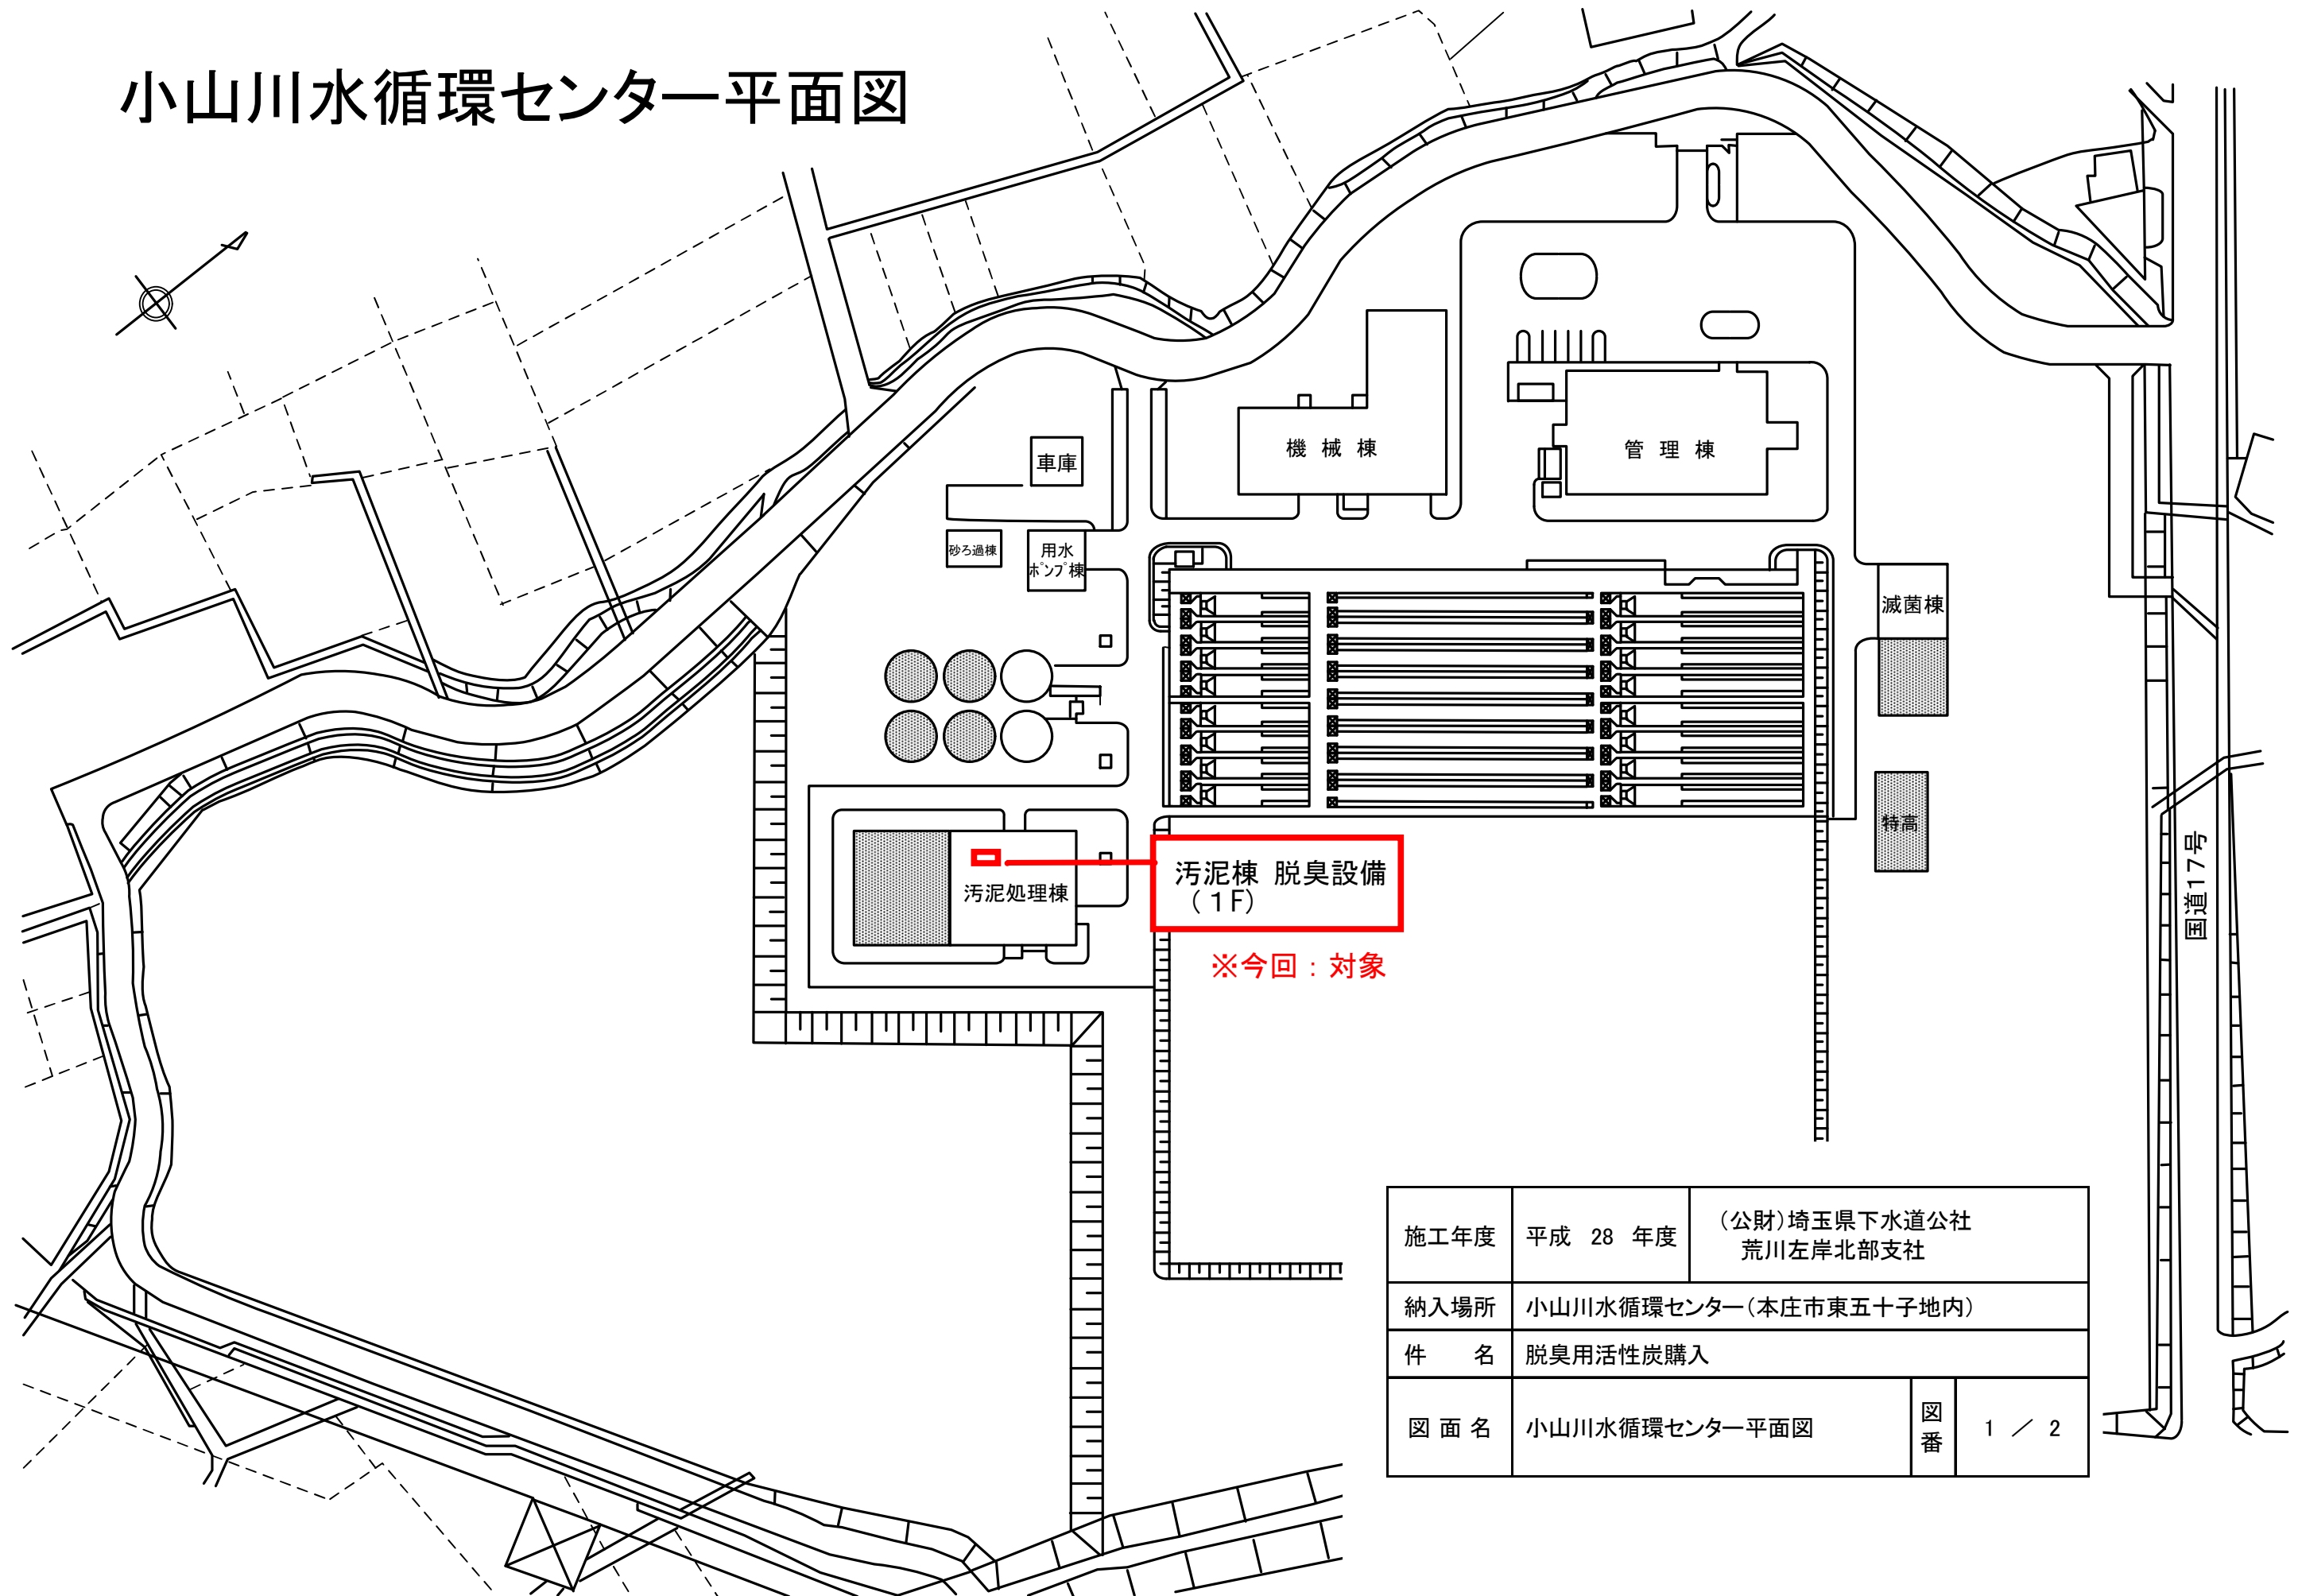 小山川水循環センター平面図
機 械 棟
管 理 棟
車庫
砂ろ過棟
用水
ﾎﾟﾝﾌﾟ棟
滅菌棟
特高
国道17号
汚泥処理棟
汚泥棟 脱臭設備
(1F)
※今回：対象
施工年度 平成 28 年度 (公財)埼玉県下水道公社
荒川左岸北部支社
納入場所 小山川水循環センター(本庄市東五十子地内)
件 名 脱臭用活性炭購入
図 面 名 小山川水循環センター平面図 図番 1 ／ 2